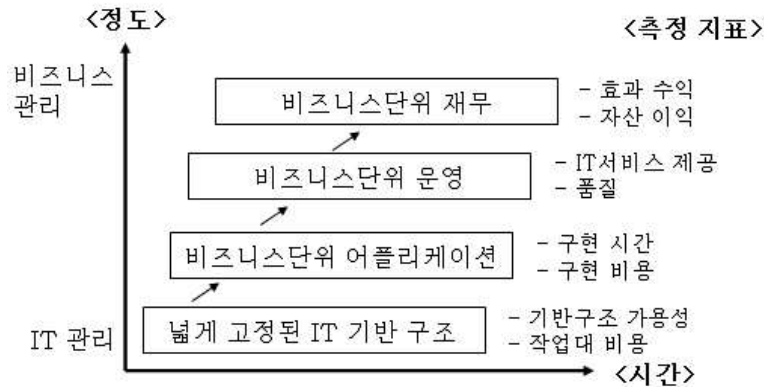 <정도>
<측정 지표>
비즈니스
관리
비즈니스단위 재무
- 효과 수익
- 자산 이익
비즈니스단위 운영
- IT서비스 제공
- 품질
비즈니스단위 어플리케이션
- 구현 시간
- 구현 비용
IT 관리
넓게 고정된 IT 기반 구조
- 기반구조 가용성
- 작업대 비용
<시간>